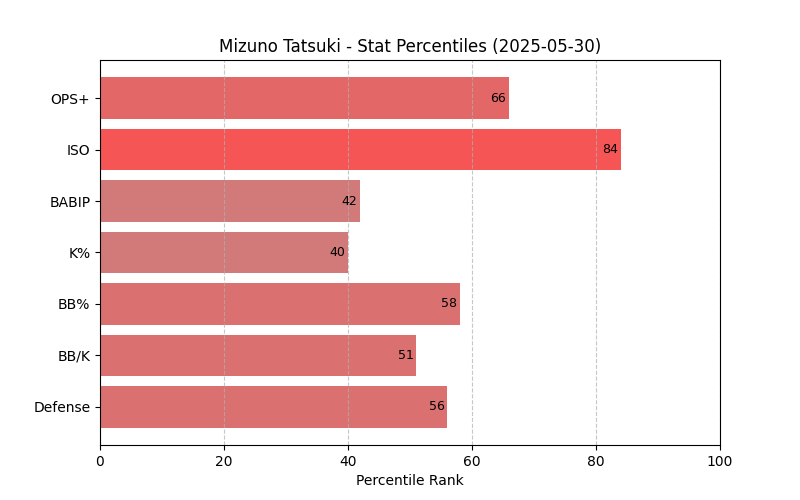 Mizuno Tatsuki - Stat Percentiles (2025-05-30)
OPS+ 66
ISO 84
BABIP 42
K% 40
BB% 58
BB/K 51
Defense 56
0 20 40 60 80 100
Percentile Rank